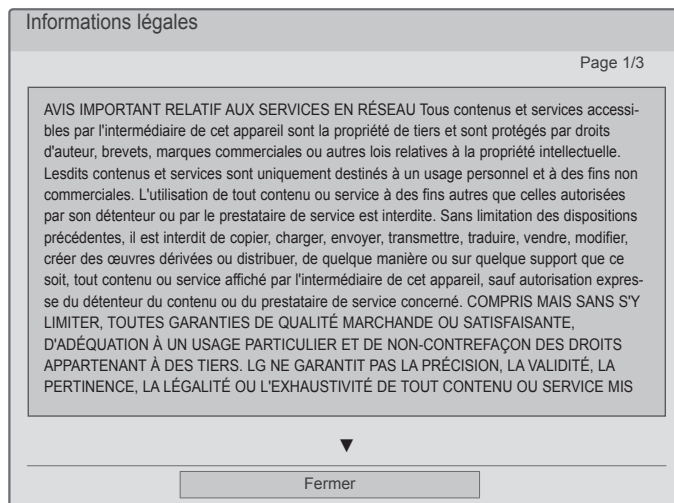 Informations légales
Page 1/3
AVIS IMPORTANT RELATIF AUX SERVICES EN RÉSEAU Tous contenus et services accessi-
bles par l'intermédiaire de cet appareil sont la propriété de tiers et sont protégés par droits
d'auteur, brevets, marques commerciales ou autres lois relatives à la propriété intellectuelle.
Lesdits contenus et services sont uniquement destinés à un usage personnel et à des fins non
commerciales. L'utilisation de tout contenu ou service à des fins autres que celles autorisées
par son détenteur ou par le prestataire de service est interdite. Sans limitation des dispositions
précédentes, il est interdit de copier, charger, envoyer, transmettre, traduire, vendre, modifier,
créer des œuvres dérivées ou distribuer, de quelque manière ou sur quelque support que ce
soit, tout contenu ou service affiché par l'intermédiaire de cet appareil, sauf autorisation expres-
se du détenteur du contenu ou du prestataire de service concerné. COMPRIS MAIS SANS S'Y
LIMITER, TOUTES GARANTIES DE QUALITÉ MARCHANDE OU SATISFAISANTE,
D'ADÉQUATION À UN USAGE PARTICULIER ET DE NON-CONTREFAÇON DES DROITS
APPARTENANT À DES TIERS. LG NE GARANTIT PAS LA PRÉCISION, LA VALIDITÉ, LA
PERTINENCE, LA LÉGALITÉ OU L'EXHAUSTIVITÉ DE TOUT CONTENU OU SERVICE MIS
▼
Fermer